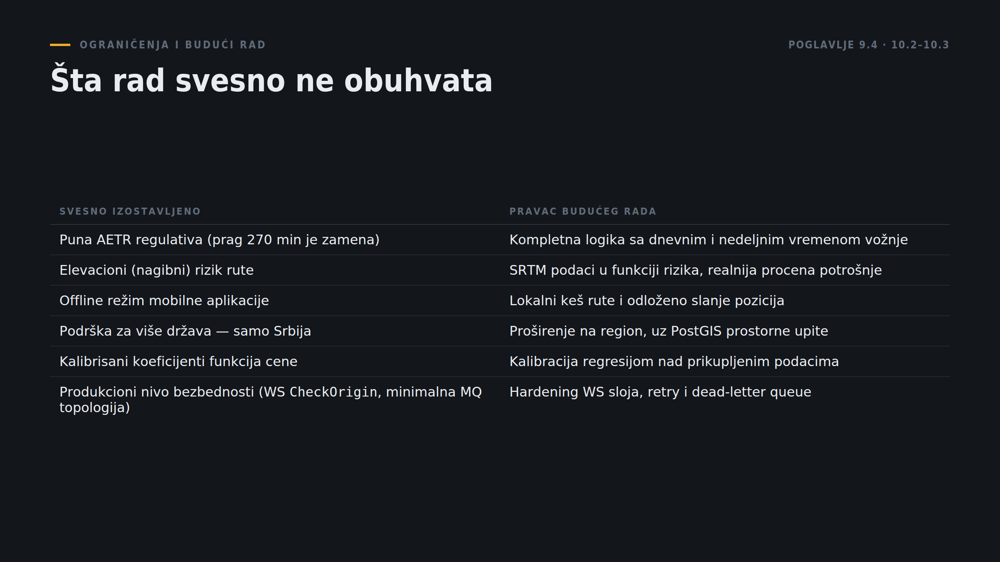 OGRANIČENJA I BUDUĆI RAD
POGLAVLJE 9.4 · 10.2–10.3
Šta rad svesno ne obuhvata
SVESNO IZOSTAVLJENO
PRAVAC BUDUĆEG RADA
Puna AETR regulativa (prag 270 min je zamena)
Kompletna logika sa dnevnim i nedeljnim vremenom vožnje
Elevacioni (nagibni) rizik rute
SRTM podaci u funkciji rizika, realnija procena potrošnje
Offline režim mobilne aplikacije
Lokalni keš rute i odloženo slanje pozicija
Podrška za više država — samo Srbija
Proširenje na region, uz PostGIS prostorne upite
Kalibrisani koeficijenti funkcija cene
Kalibracija regresijom nad prikupljenim podacima
Produkcioni nivo bezbednosti (WS CheckOrigin, minimalna MQ
topologija)
Hardening WS sloja, retry i dead-letter queue